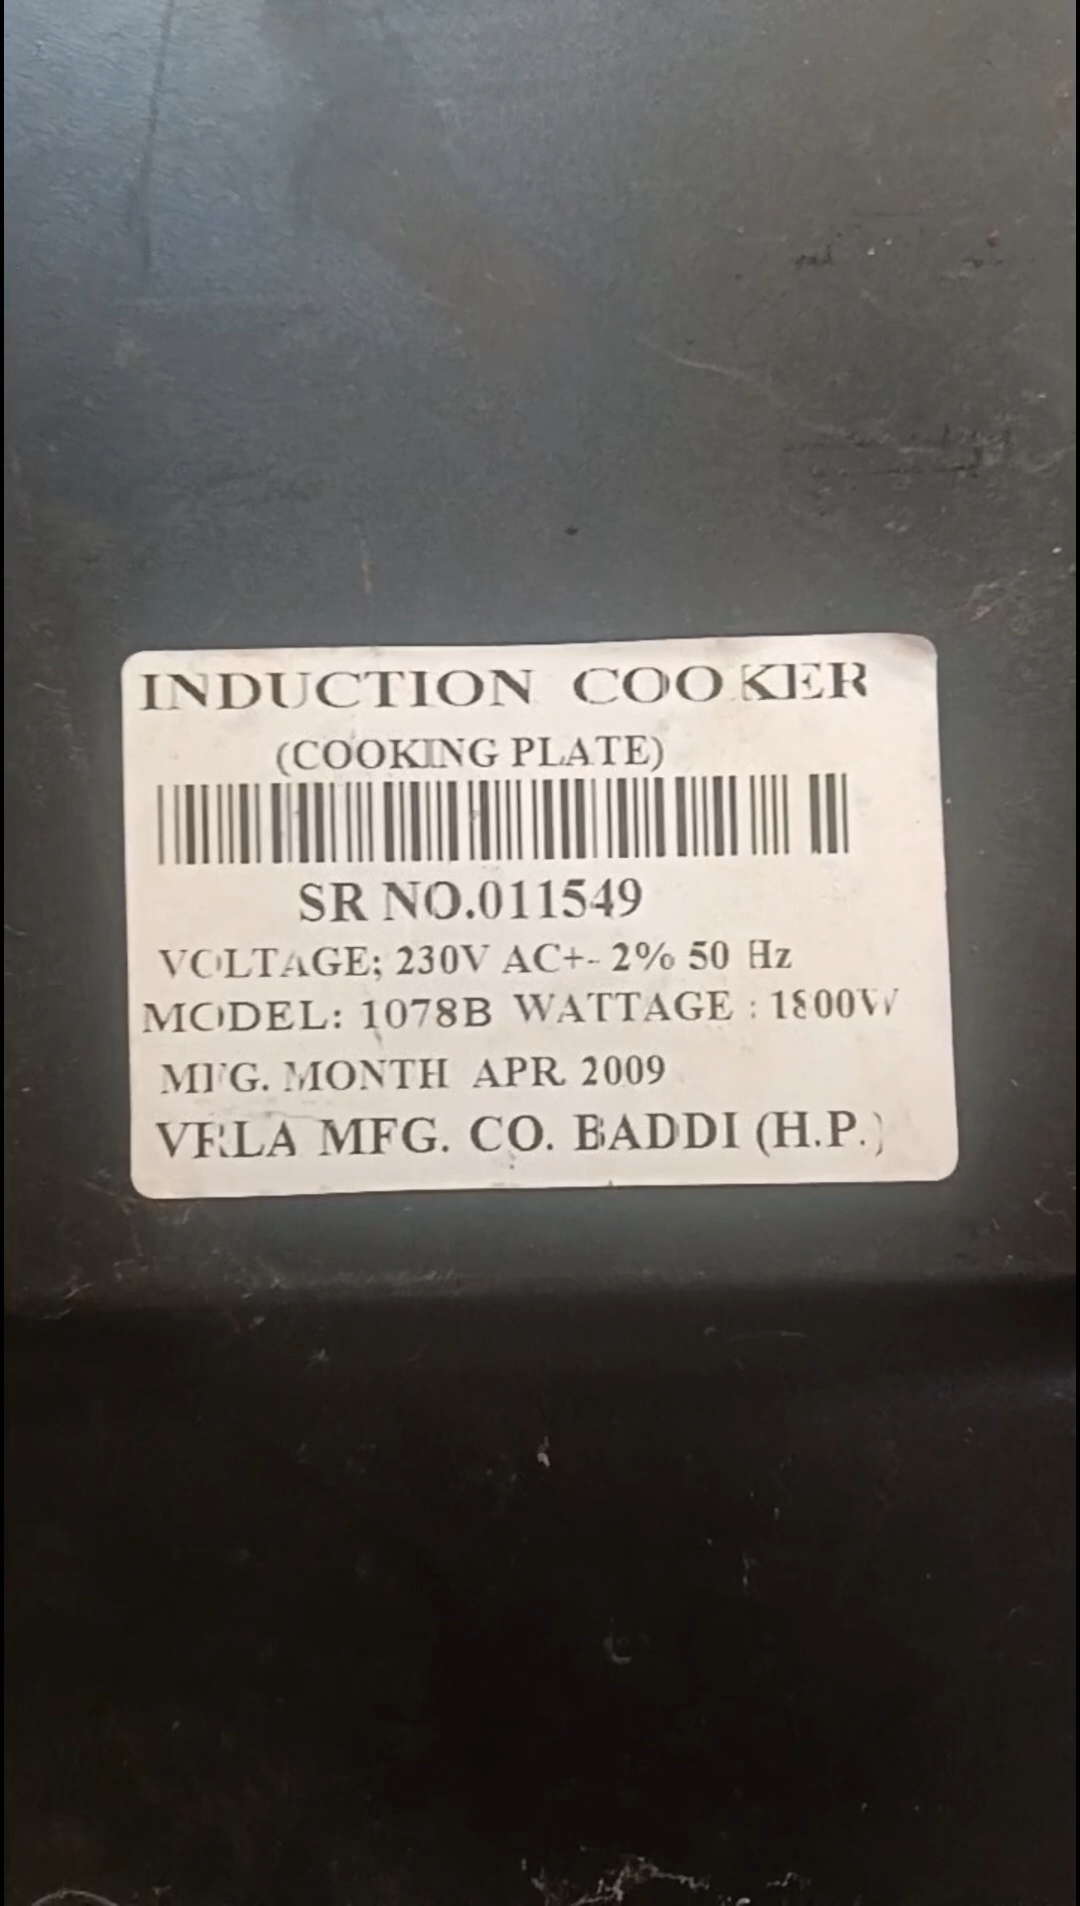 INDUCTION COOKER
(COOKING PLATE)
SR NO.011549
VOLTAGE; 230V AC+- 2% 50 Hz
MODEL: 1078B WATTAGE : 1800W
MFG. MONTH APR 2009
MFG. CO. BADDI (H.P.)